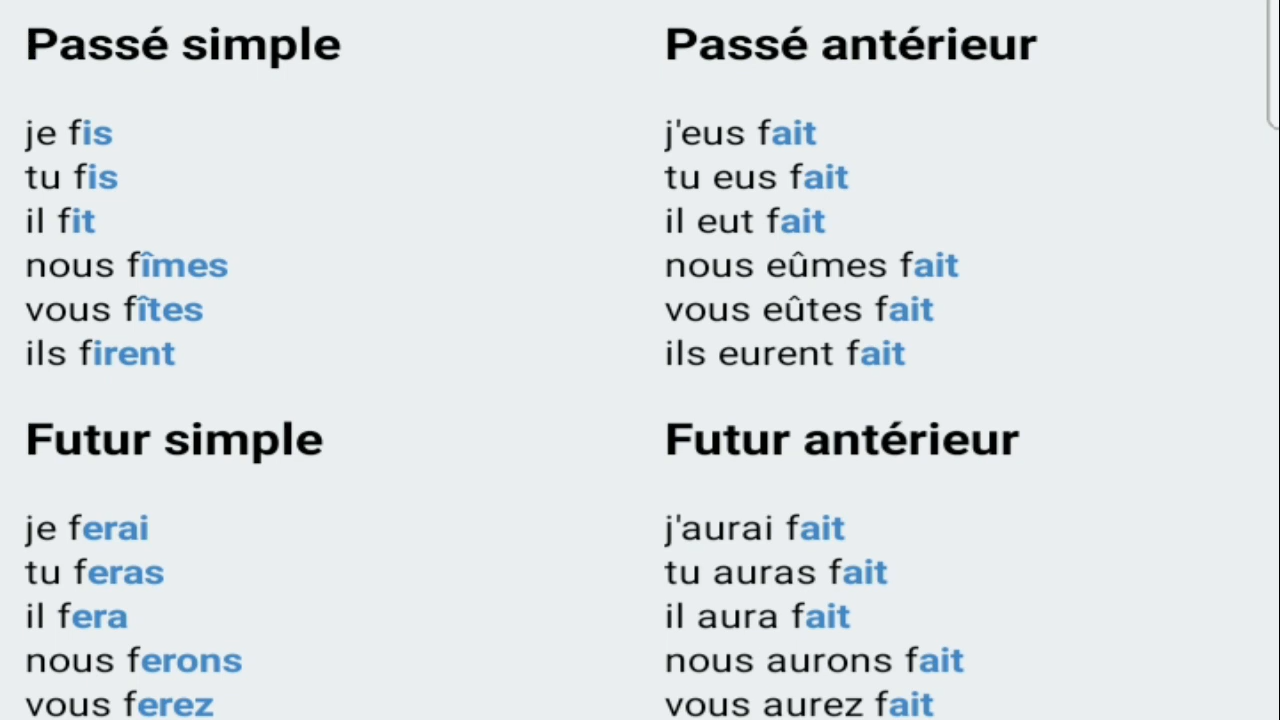 Passé simple
je fis
tu fis
il fit
nous fîmes
vous fîtes
ils firent
Passé antérieur
j'eus fait
tu eus fait
il eut fait
nous eûmes fait
vous eûtes fait
ils eurent fait
Futur simple
je ferai
tu feras
il fera
nous ferons
vous ferez
Futur antérieur
j'aurai fait
tu auras fait
il aura fait
nous aurons fait
vous aurez fait